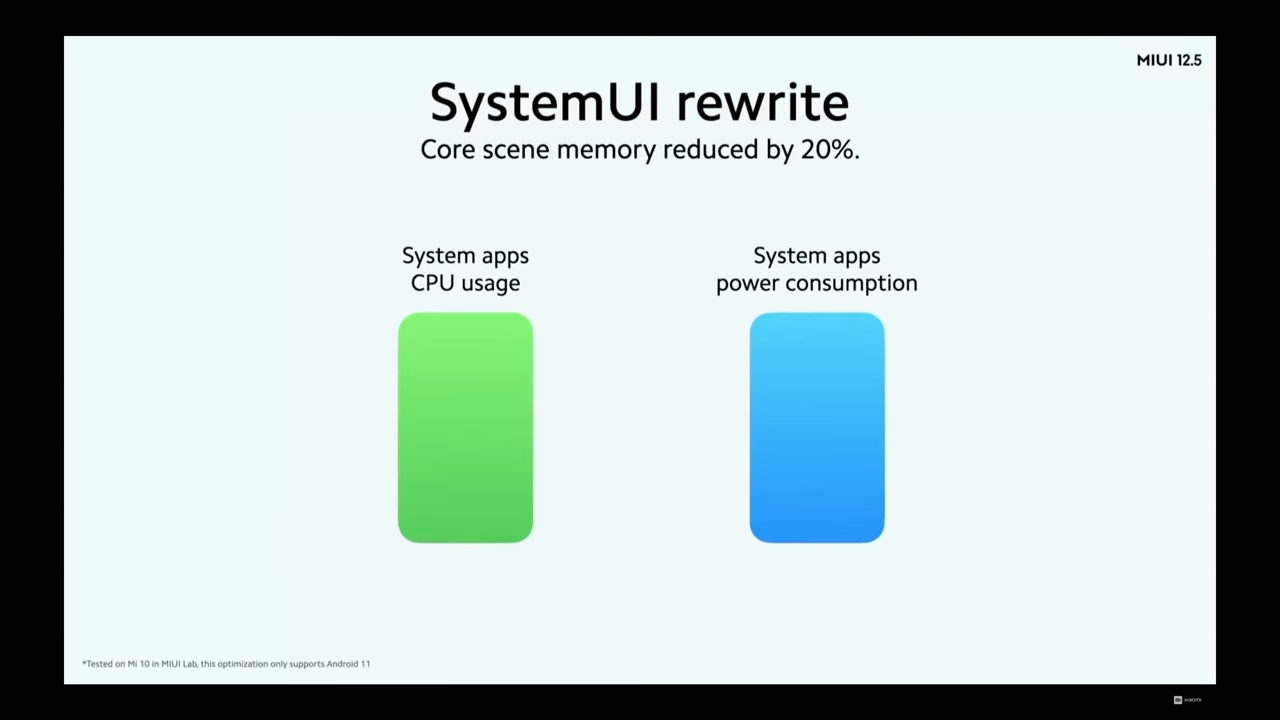 MIUI 12.5
SystemUI rewrite
Core scene memory reduced by 20%.
System apps
CPU usage
System apps
power consumption
*Tested on Mi 10 in MIUI Lab, this optimization only supports Android 11
xiaomi